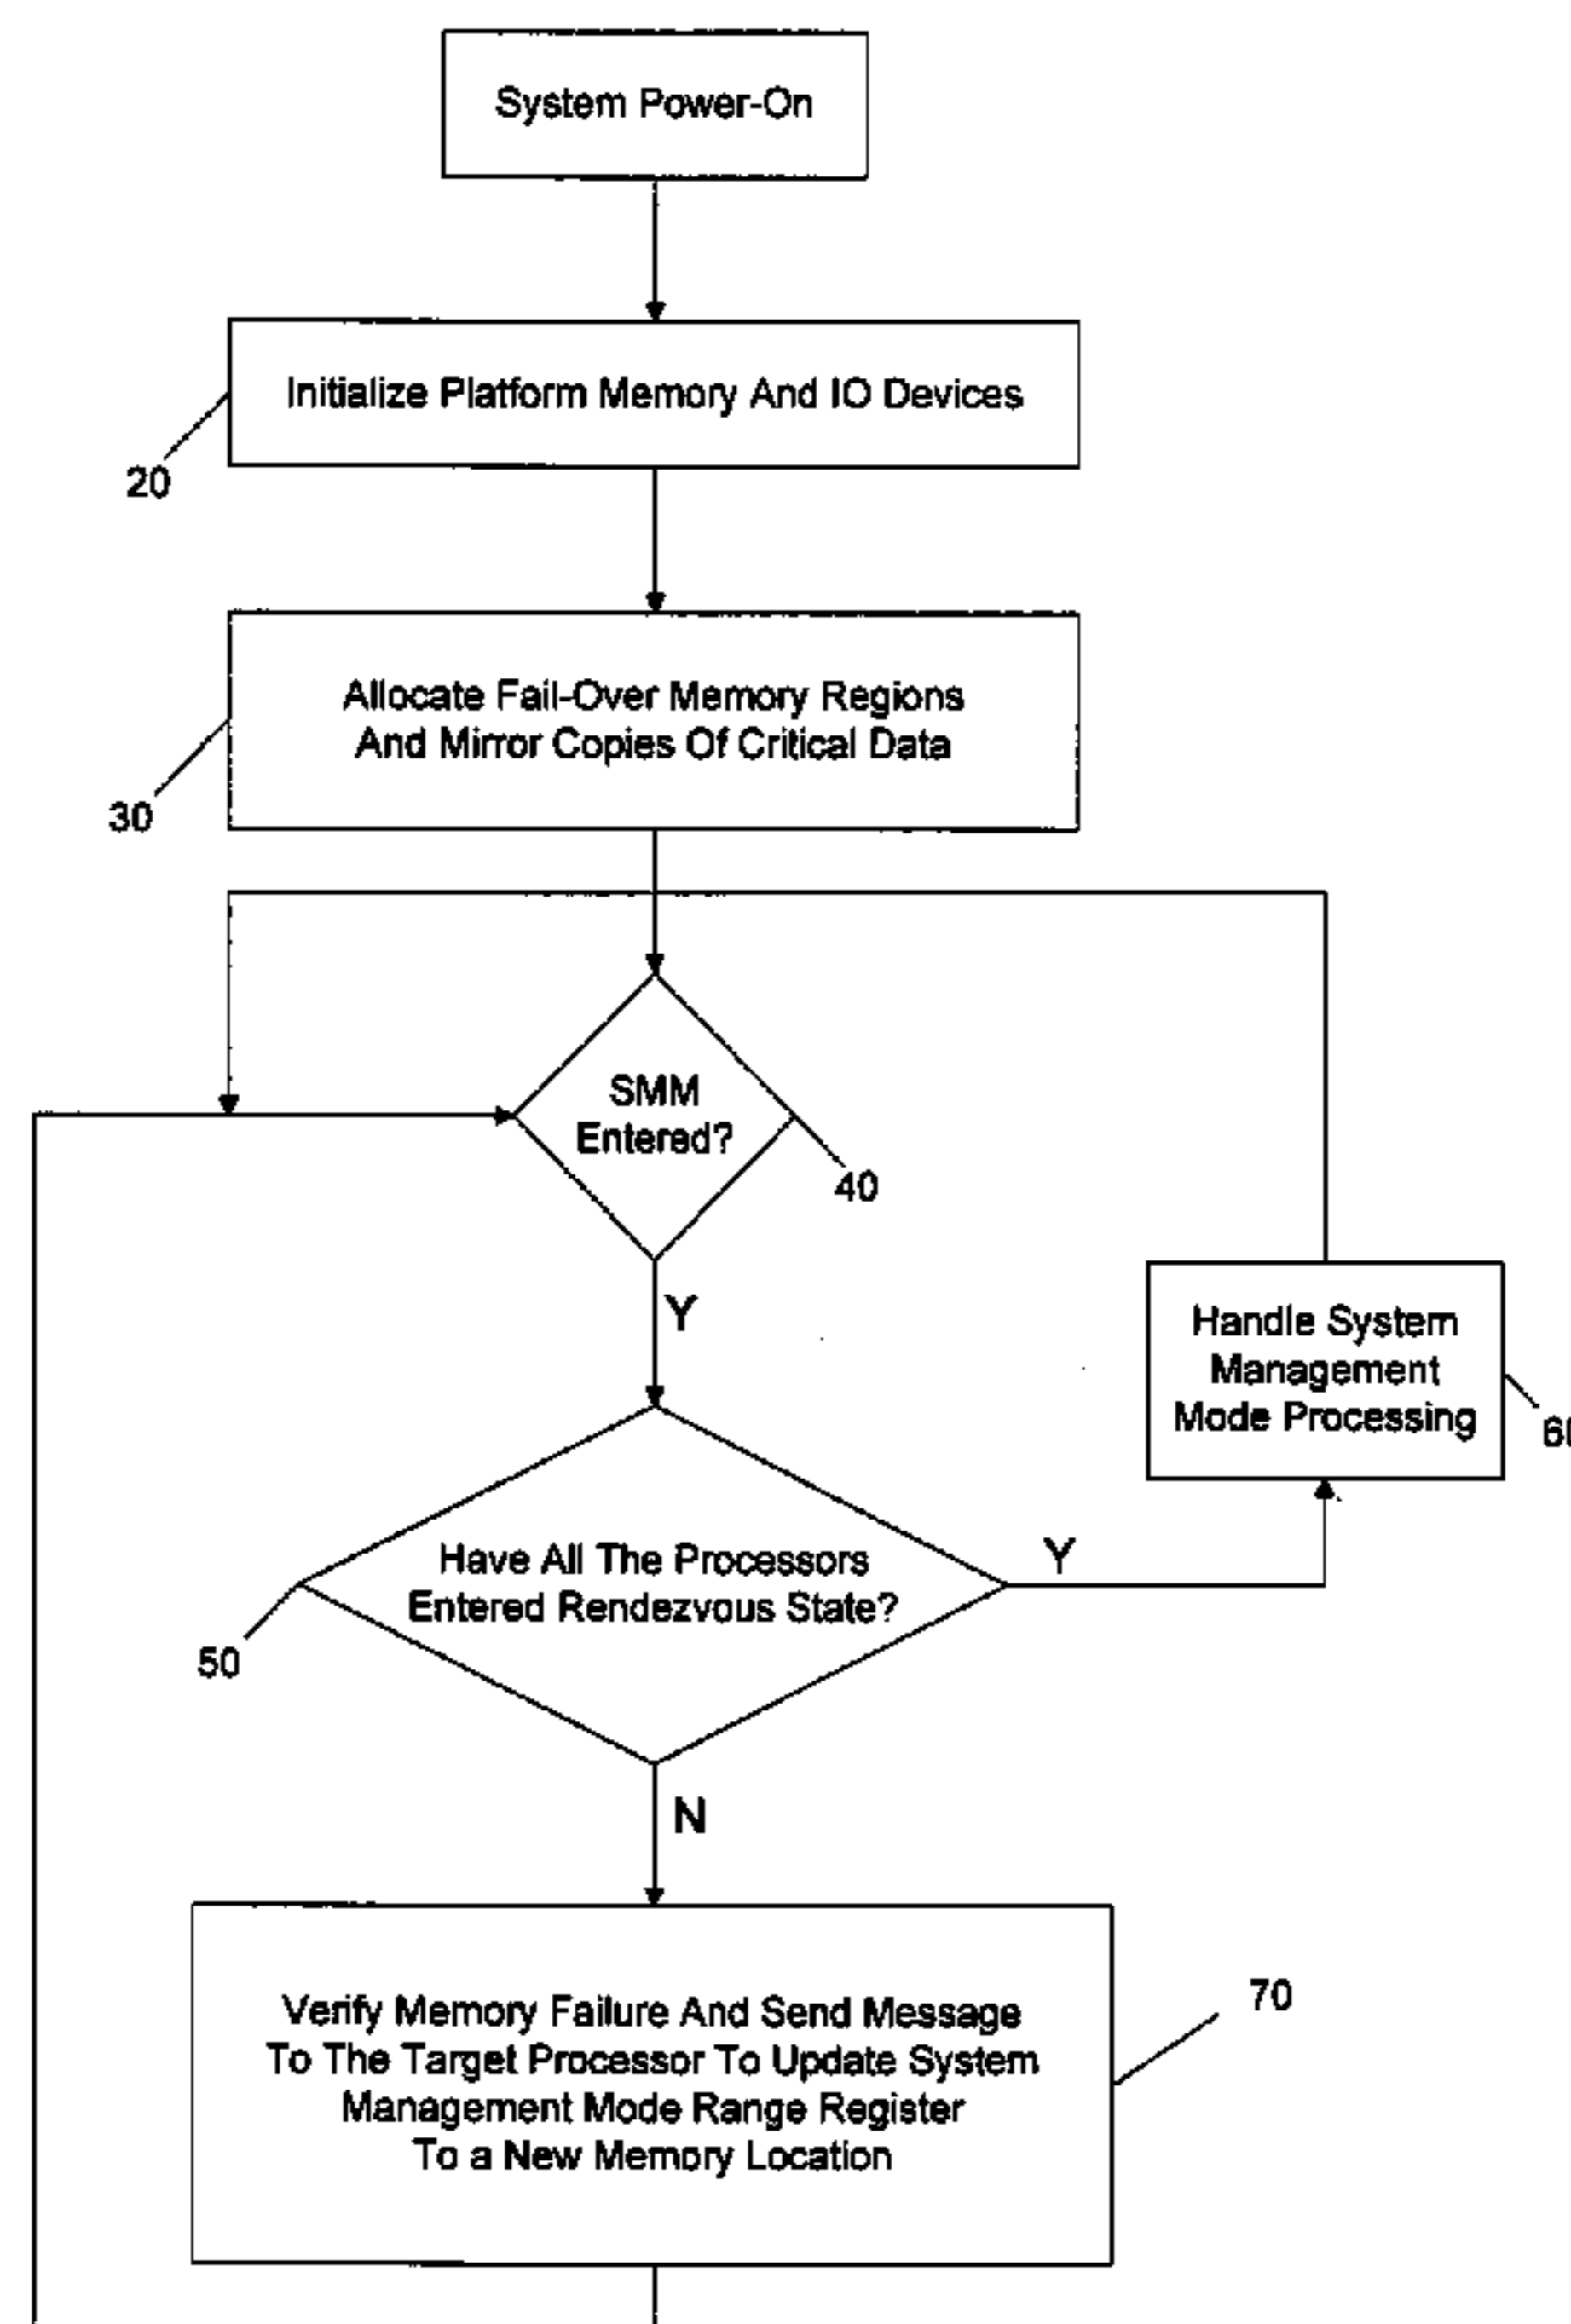 System Power-On
Initialize Platform Memory And IO Devices
20
Allocate Fail-Over Memory Regions
And Mirror Copies Of Critical Data
30
SMM
Entered?
40
Y
Handle System
Management
Mode Processing
Have All The Processors
Entered Rendezvous State?
Y
50
N
Verify Memory Failure And Send Message
To The Target Processor To Update System
Management Mode Range Register
To a New Memory Location
70